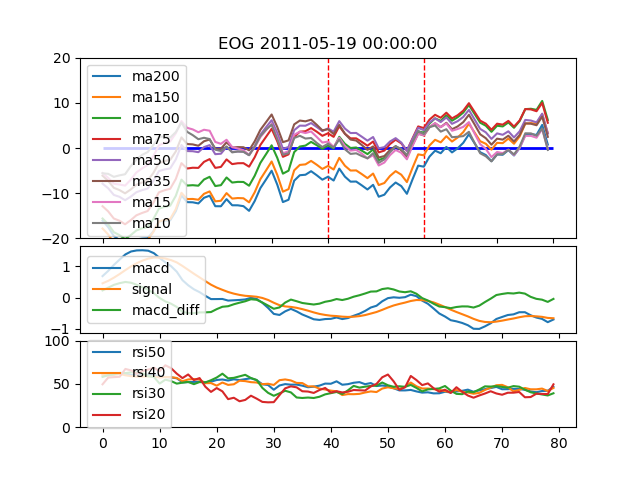 EOG 2011-05-19 00:00:00
20
10
0
−10
−20
ma200
ma150
ma100
ma75
ma50
ma35
ma15
ma10
1
0
−1
macd
signal
macd_diff
100
50
0
rsi50
rsi40
rsi30
rsi20
0 10 20 30 40 50 60 70 80